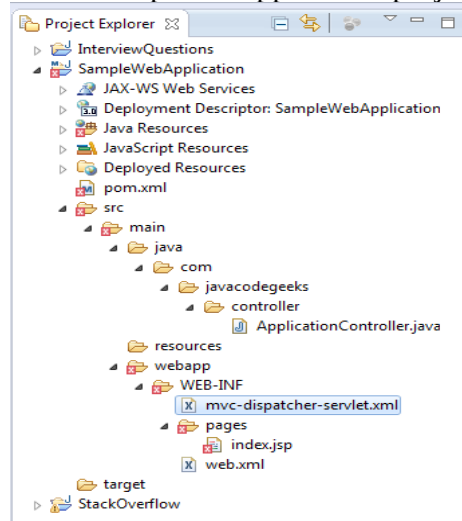 Project Explorer
InterviewQuestions
SampleWebApplication
JAX-WS Web Services
Deployment Descriptor: SampleWebApplication
Java Resources
JavaScript Resources
Deployed Resources
pom.xml
src
main
java
com
javacodegeeks
controller
ApplicationController.java
resources
webapp
WEB-INF
mvc-dispatcher-servlet.xml
pages
index.jsp
web.xml
target
StackOverflow